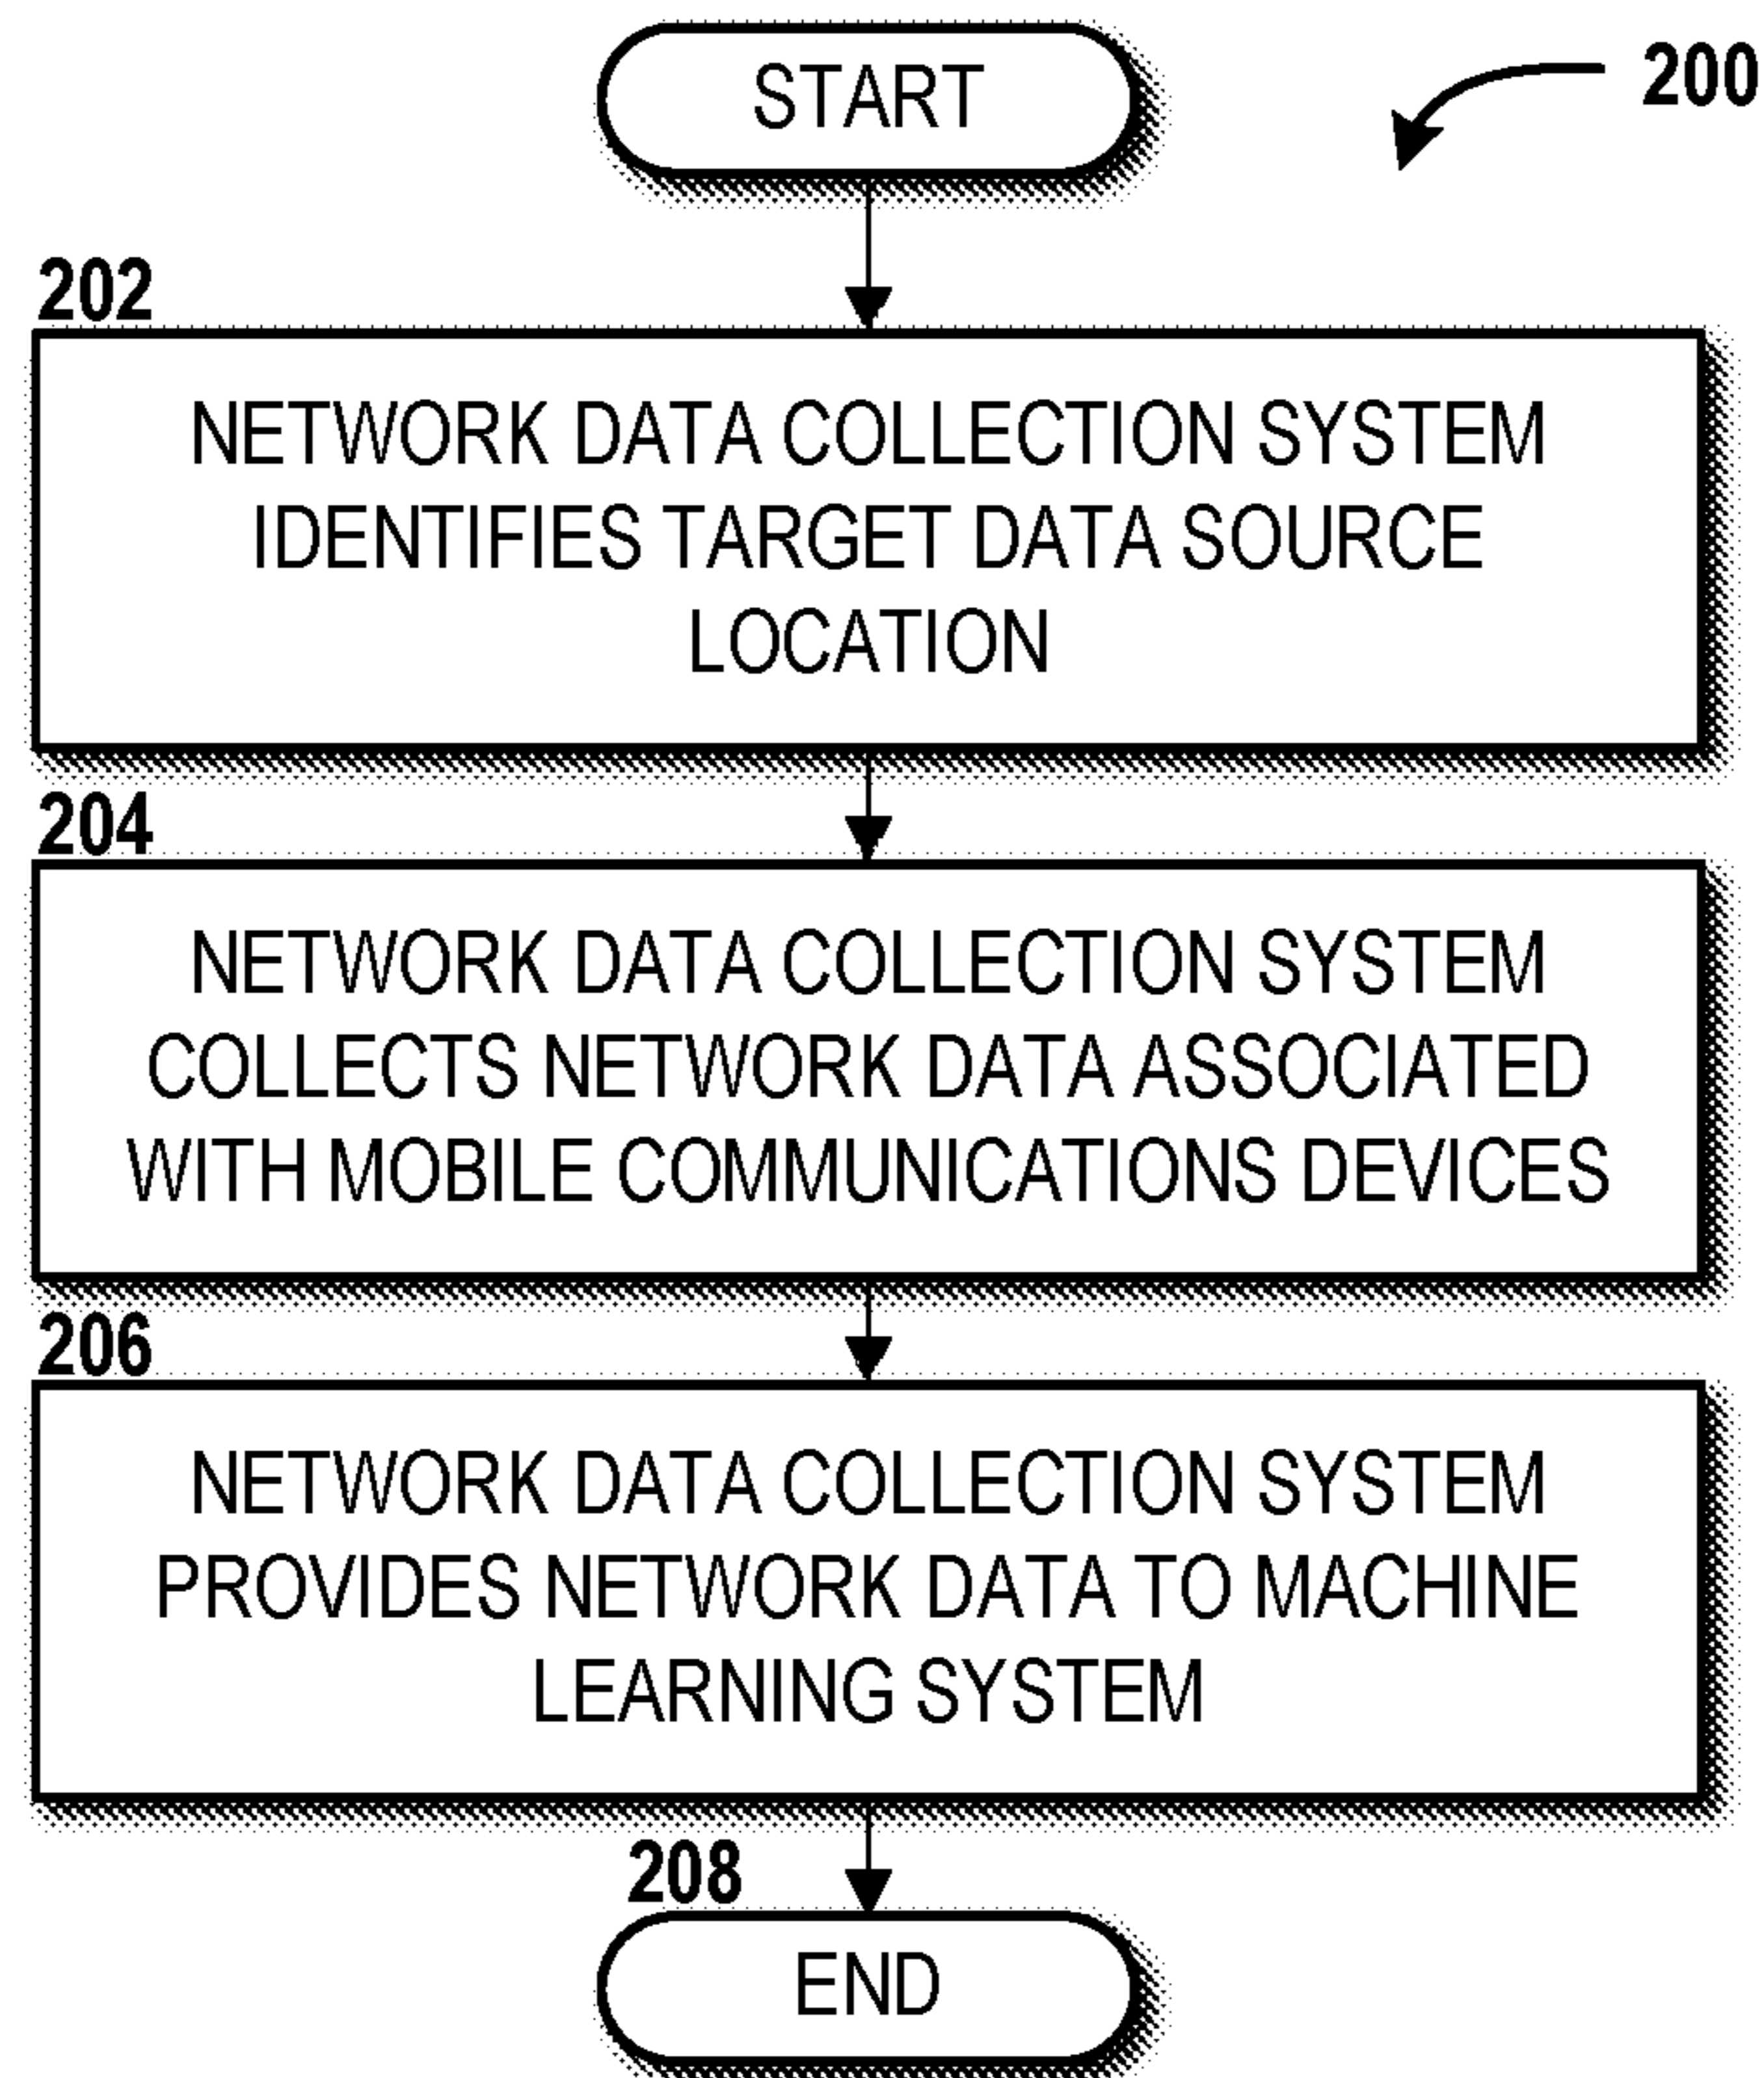 START
200
202
NETWORK DATA COLLECTION SYSTEM
IDENTIFIES TARGET DATA SOURCE
LOCATION
204
NETWORK DATA COLLECTION SYSTEM
COLLECTS NETWORK DATA ASSOCIATED
WITH MOBILE COMMUNICATIONS DEVICES
206
NETWORK DATA COLLECTION SYSTEM
PROVIDES NETWORK DATA TO MACHINE
LEARNING SYSTEM
208
END